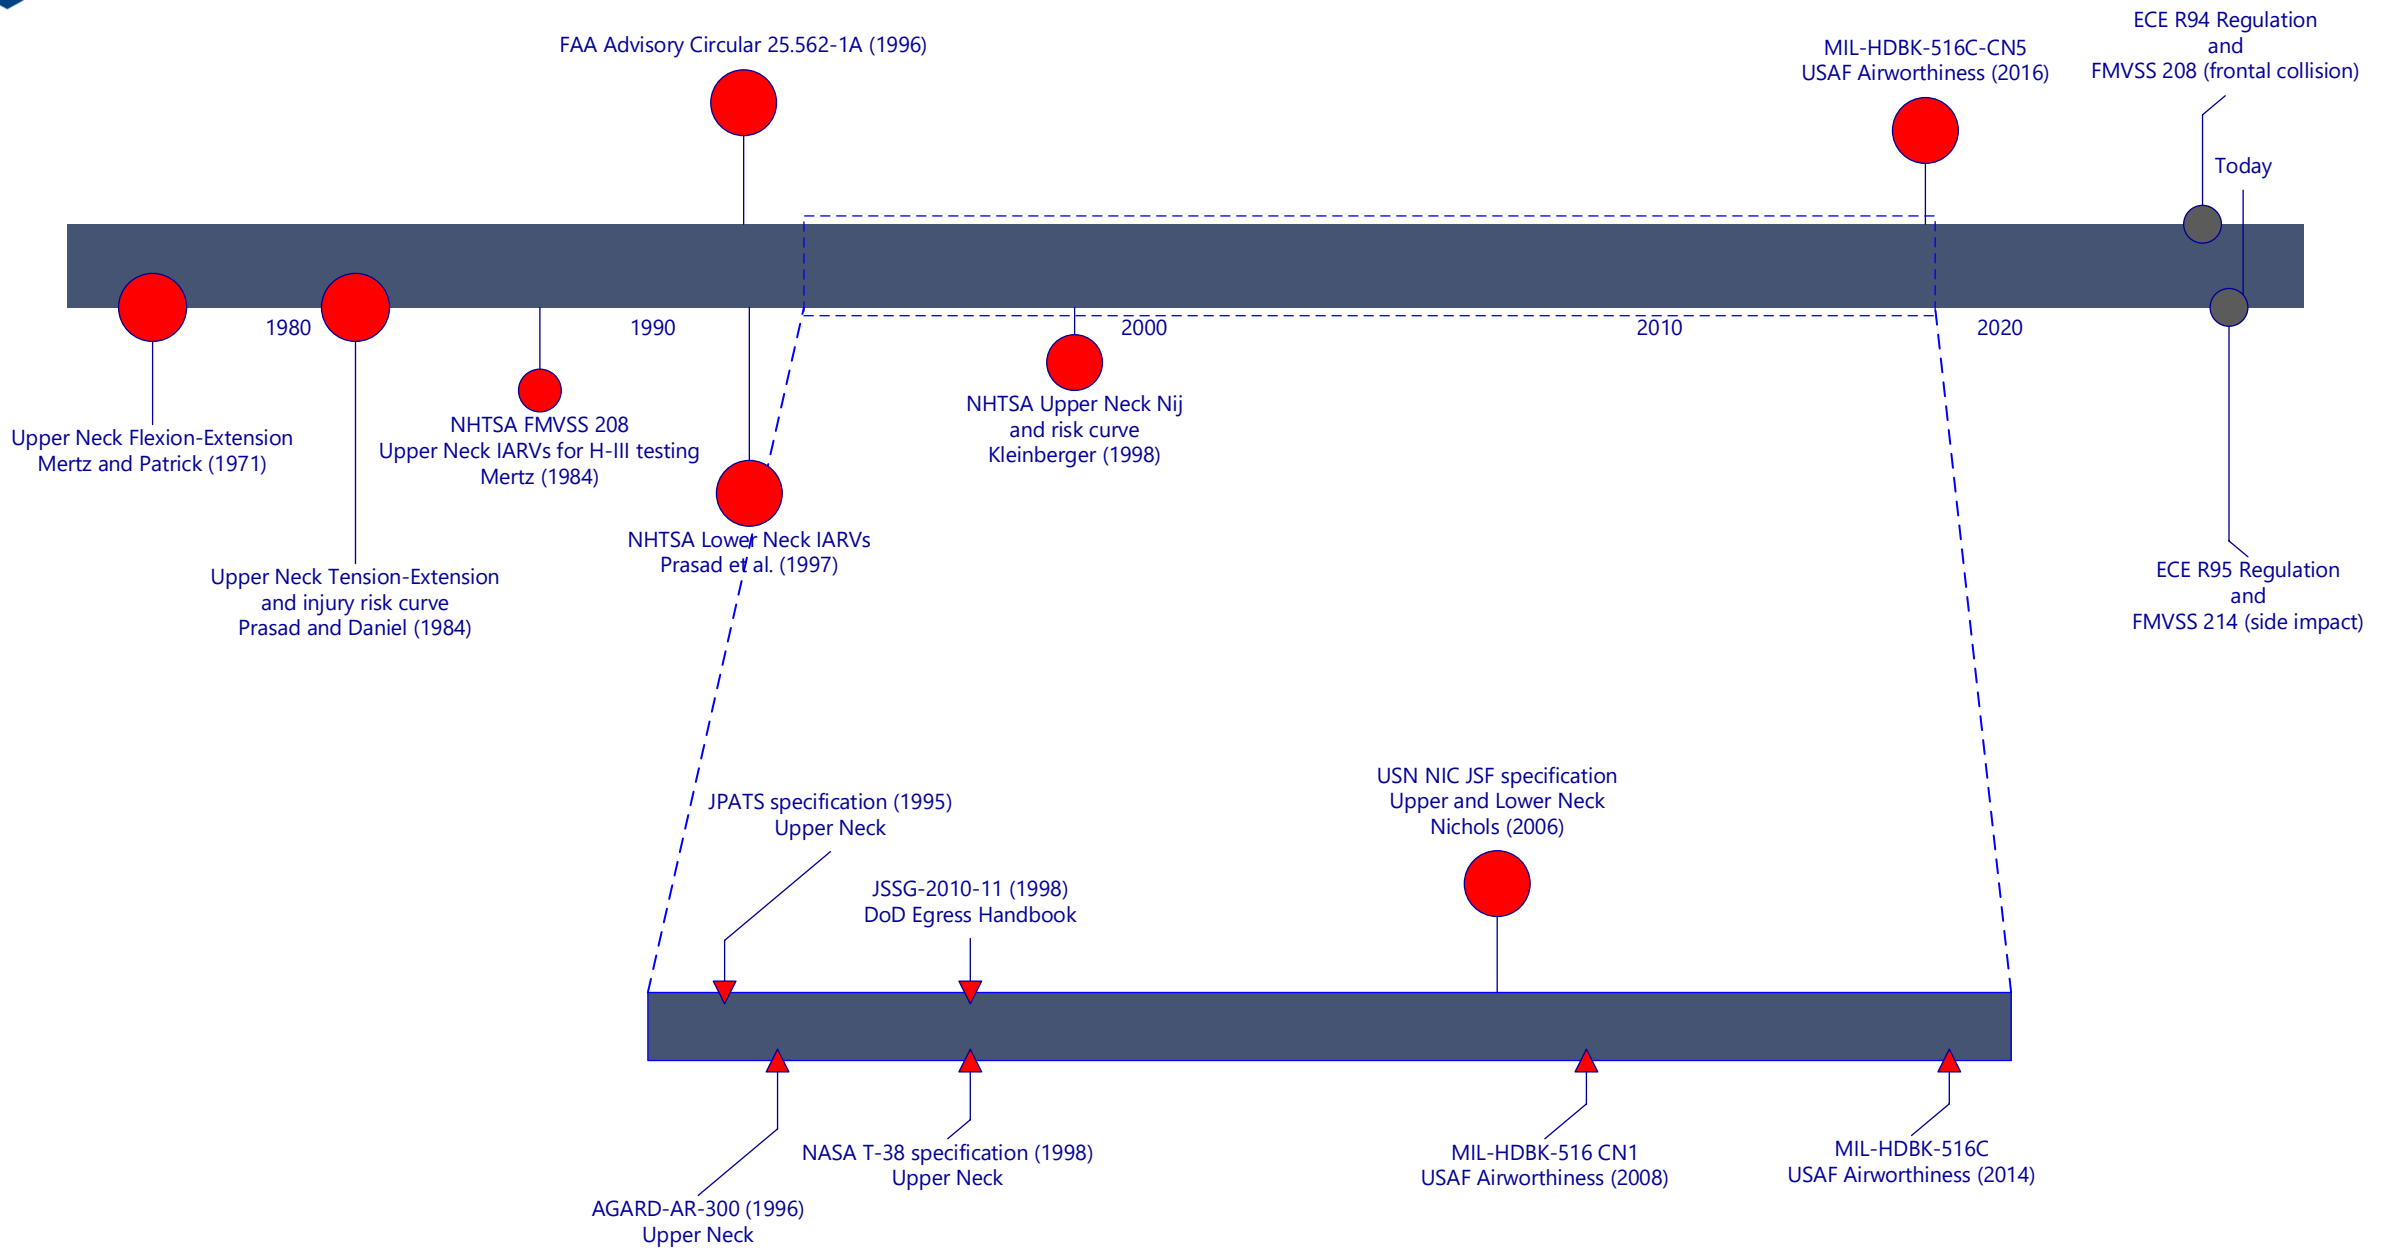 FAA Advisory Circular 25.562-1A (1996)
MIL-HDBK-516C-CN5
USAF Airworthiness (2016)
ECE R94 Regulation
and
FMVSS 208 (frontal collision)
Today
1980
1990
2000
2010
2020
Upper Neck Flexion-Extension
Mertz and Patrick (1971)
Upper Neck Tension-Extension
and injury risk curve
Prasad and Daniel (1984)
NHTSA FMVSS 208
Upper Neck IARVs for H-III testing
Mertz (1984)
NHTSA Lower Neck IARVs
Prasad et al. (1997)
NHTSA Upper Neck Nij
and risk curve
Kleinberger (1998)
ECE R95 Regulation
and
FMVSS 214 (side impact)
JPATS specification (1995)
Upper Neck
JSSG-2010-11 (1998)
DoD Egress Handbook
USN NIC JSF specification
Upper and Lower Neck
Nichols (2006)
AGARD-AR-300 (1996)
Upper Neck
NASA T-38 specification (1998)
Upper Neck
MIL-HDBK-516 CN1
USAF Airworthiness (2008)
MIL-HDBK-516C
USAF Airworthiness (2014)